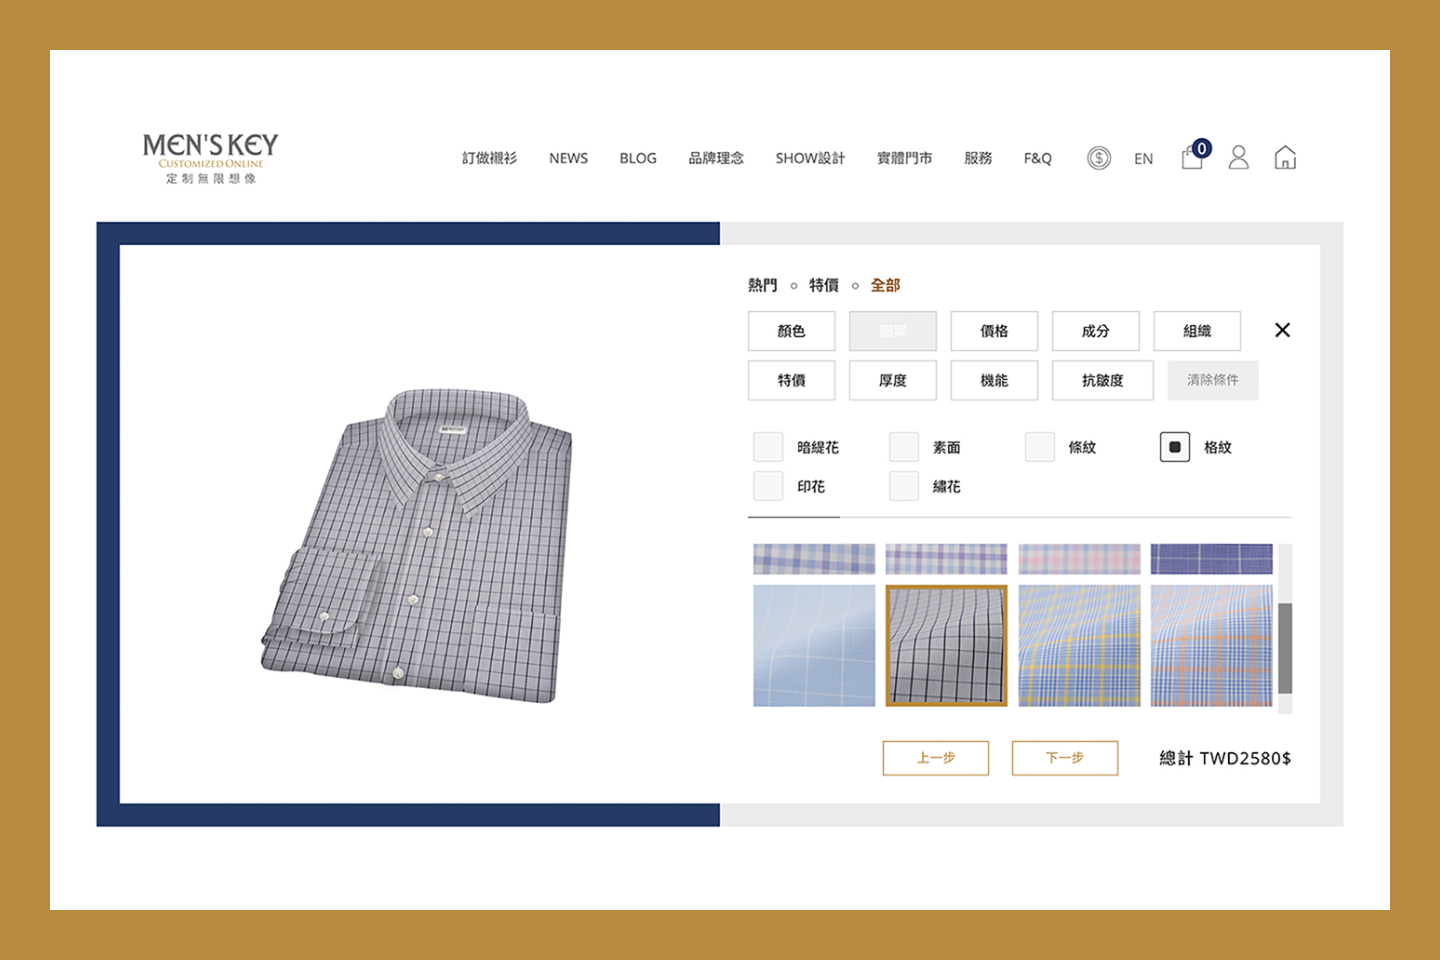 MEN'S KEY
CUSTOMIZED ONLINE
定制無限想像
訂做襯衫 NEWS BLOG 品牌理念 SHOW設計 實體門市 服務 F&Q $ EN 0
熱門 特價 全部
顏色 圖案 價格 成分 組織
特價 厚度 機能 抗皺度 清除條件
暗緹花 素面 條紋 格紋
印花 繡花
上一步 下一步 總計 TWD2580$